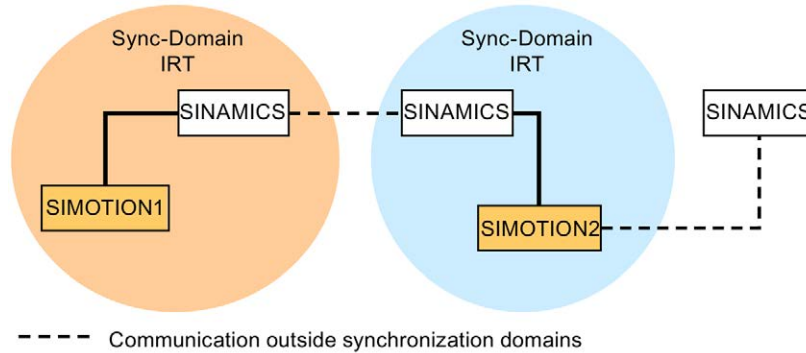 Sync-Domain
IRT
Sync-Domain
IRT
SINAMICS
SINAMICS
SINAMICS
SIMOTION1
SIMOTION2
Communication outside synchronization domains